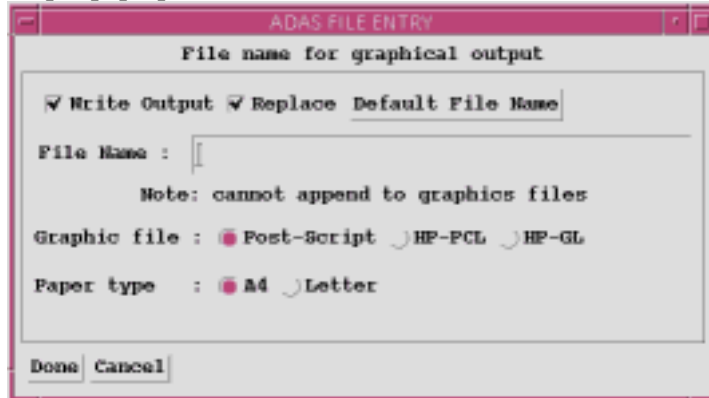 ADAS FILE ENTRY
File name for graphical output
Write Output Replace Default File Name
File Name :
Note: cannot append to graphics files
Graphic file : Post-Script HP-PCL HP-GL
Paper type : A4 Letter
Done Cancel